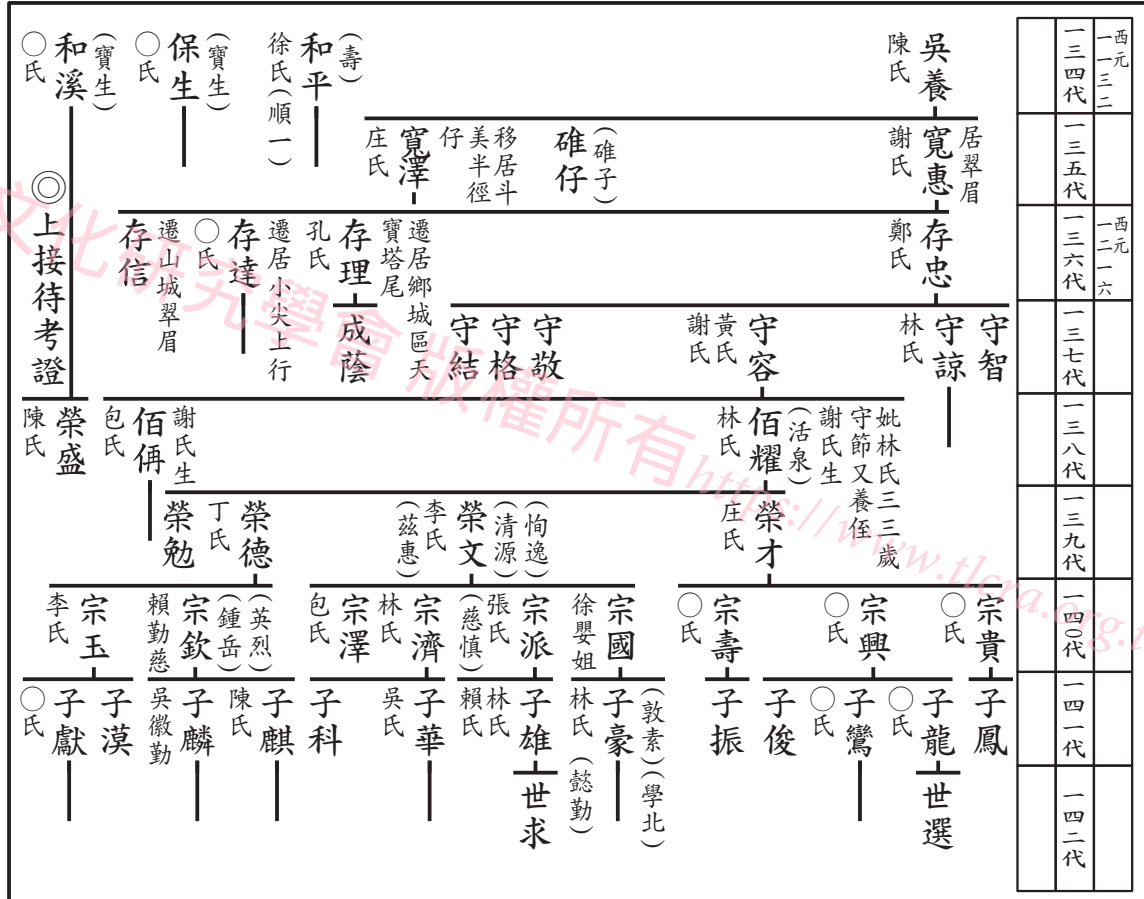 西元一一三二
一三四代
吳養
陳氏
(壽)
和平
徐氏(順一)
(寶生)
保生
○氏
(寶生)
和溪
○氏
一三五代
居翠眉
寬惠
謝氏
(碓子)
碓仔
移居斗
美半徑
仔
寬澤
庄氏
◎上接待考證
西元一二一六
一三六代
存忠
鄭氏
遷居鄉城區天
寶塔尾
存理
孔氏
遷居小尖上行
存達
○氏
遷山城翠眉
存信
一三七代
守智
守諒
林氏
守容
黃氏
謝氏
守敬
守格
守結
成蔭
一三八代
妣林氏三三歲
守節又養侄
謝氏生
(活泉)
佰耀
林氏
謝氏生
佰侢
包氏
榮盛
陳氏
一三九代
榮才
庄氏
(恂逸)
(清源)
榮文
李氏
(茲惠)
榮德
丁氏
榮勉
一四0代
宗貴
○氏
宗興
○氏
宗壽
○氏
宗國
徐嬰姐
宗派
張氏
(慈慎)
宗濟
林氏
宗澤
包氏
(英烈)
(鍾岳)
宗欽
賴勤慈
宗玉
李氏
一四一代
子鳳
子龍
○氏
子鸞
○氏
子俊
子振
(敦素)(學北)
子豪
林氏(懿勤)
子雄
林氏
賴氏
子華
吳氏
子科
子麒
陳氏
子麟
吳徽勤
子漠
子獻
○氏
一四二代
世選
世求
文化研究學會 版權所有 https://www.tlcra.org.t